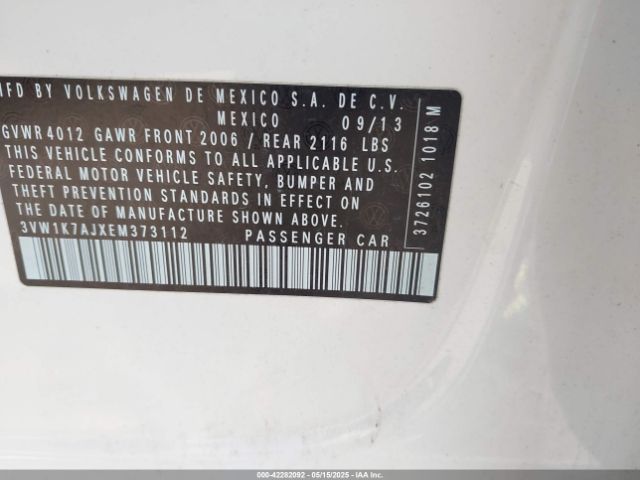 MFD BY VOLKSWAGEN DE MEXICO S.A. DE C.V.
MEXICO 09/13
GVWR 4012 GAWR FRONT 2006 / REAR 2116 LBS
THIS VEHICLE CONFORMS TO ALL APPLICABLE U.S.
FEDERAL MOTOR VEHICLE SAFETY, BUMPER AND
THEFT PREVENTION STANDARDS IN EFFECT ON
THE DATE OF MANUFACTURE SHOWN ABOVE
3VW1K7AJXEM373112 PASSENGER CAR
3726102 1018 M
000-42282092 - 05/15/2025 - IAA Inc.